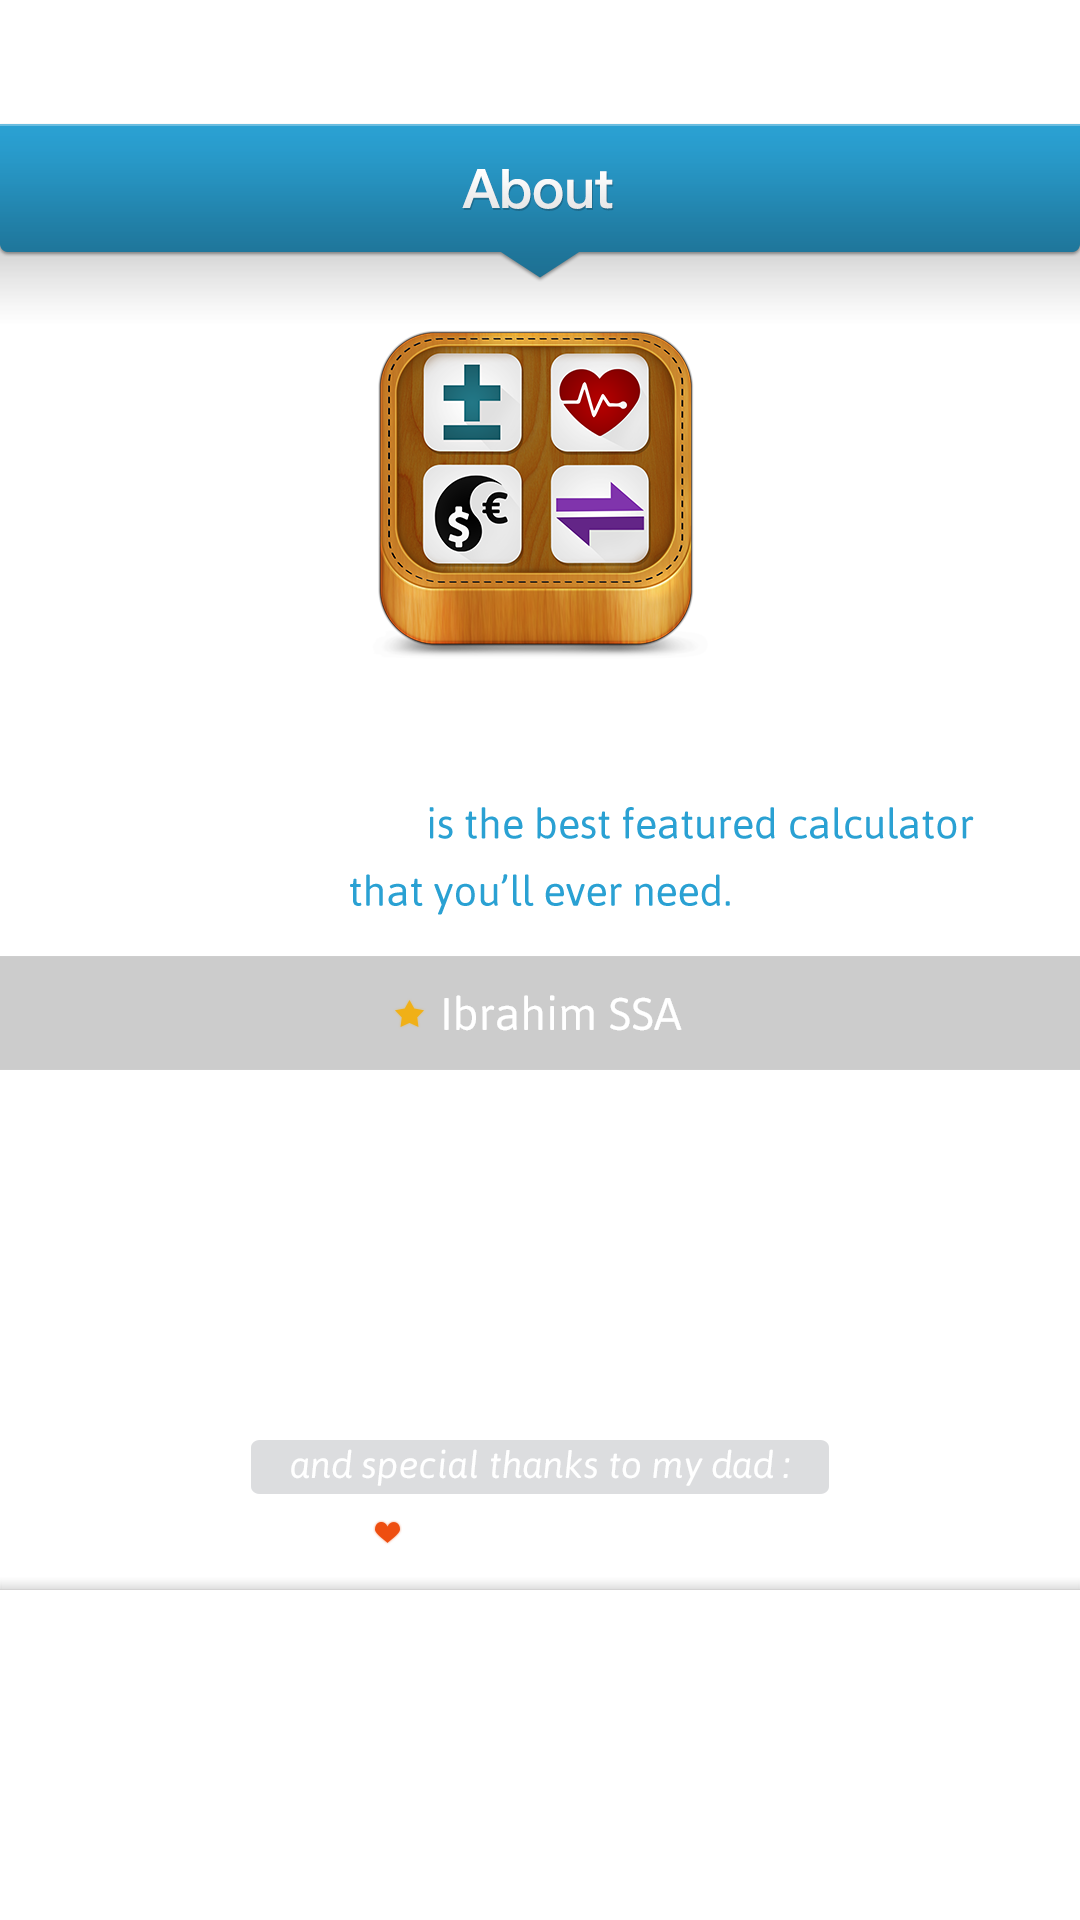 About
is the best featured calculator
that you’ll ever need.
Ibrahim SSA
and special thanks to my dad :